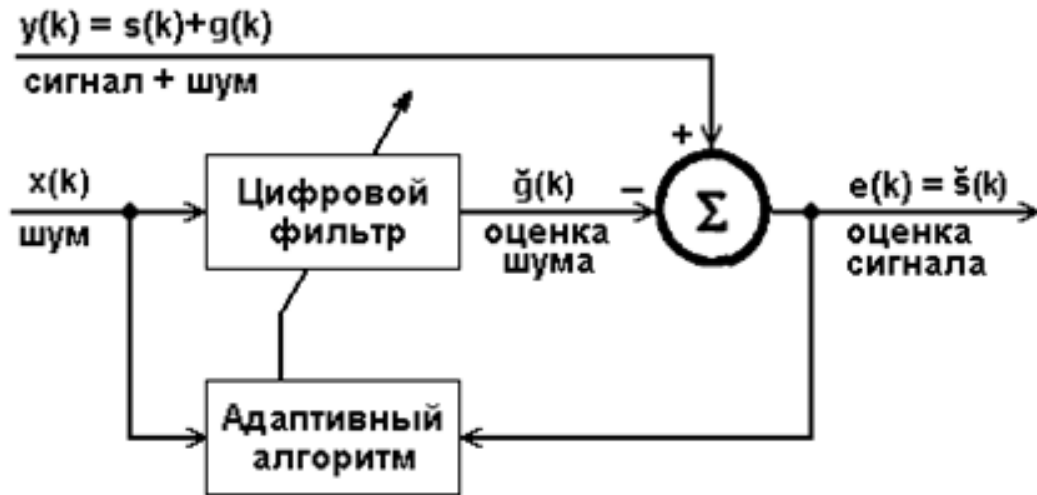 y(k) = s(k)+g(k)
сигнал + шум
x(k)
шум
Цифровой
фильтр
ğ(k)
оценка
шума
+
−
Σ
e(k) = š(k)
оценка
сигнала
Адаптивный
алгоритм